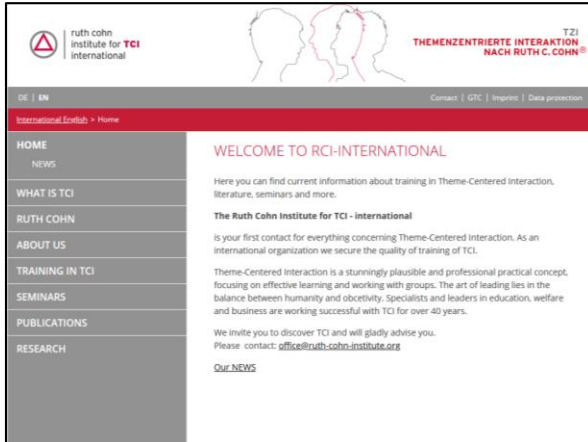 ruth cohn
institute for TCI
international
TZI
THEMENZENTRIERTE INTERAKTION
NACH RUTH C. COHN®
DE | EN
Contact | GTC | Imprint | Data protection
International English > Home
HOME
NEWS
WHAT IS TCI
RUTH COHN
ABOUT US
TRAINING IN TCI
SEMINARS
PUBLICATIONS
RESEARCH
WELCOME TO RCI-INTERNATIONAL
Here you can find current information about training in Theme-Centered Interaction,
literature, seminars and more.
The Ruth Cohn Institute for TCI - international
is your first contact for everything concerning Theme-Centered Interaction. As an
international organization we secure the quality of training of TCI.
Theme-Centered Interaction is a stunningly plausible and professional practical concept,
focusing on effective learning and working with groups. The art of leading lies in the
balance between humanity and obcetivity. Specialists and leaders in education, welfare
and business are working successful with TCI for over 40 years.
We invite you to discover TCI and will gladly advise you.
Please contact: office@ruth-cohn-institute.org
Our NEWS